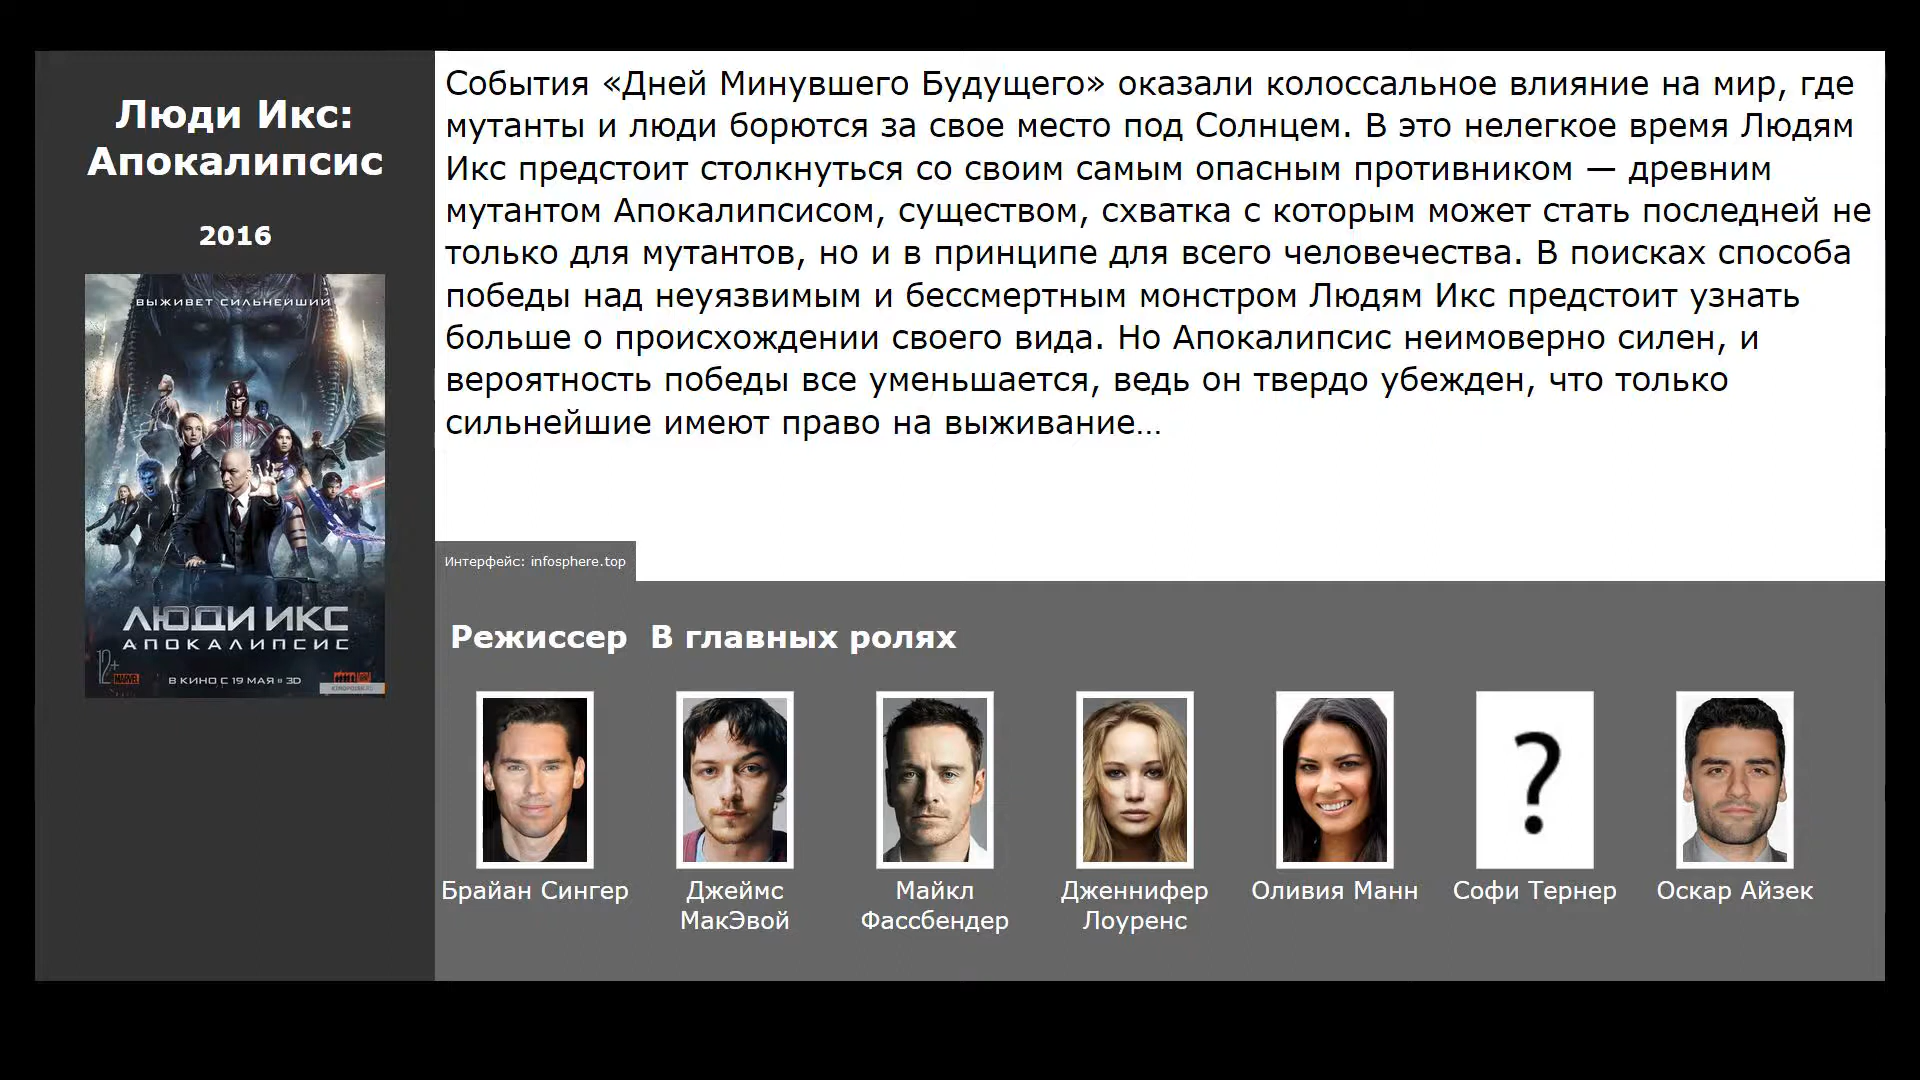 Люди Икс:
Апокалипсис
2016
ВЫЖИВЕТ СИЛЬНЕЙШИЙ
ЛЮДИ ИКС
АПОКАЛИПСИС
12+
MARVEL
В КИНО С 19 МАЯ И В 3D
События «Дней Минувшего Будущего» оказали колоссальное влияние на мир, где
мутанты и люди борются за свое место под Солнцем. В это нелегкое время Людям
Икс предстоит столкнуться со своим самым опасным противником — древним
мутантом Апокалипсисом, существом, схватка с которым может стать последней не
только для мутантов, но и в принципе для всего человечества. В поисках способа
победы над неуязвимым и бессмертным монстром Людям Икс предстоит узнать
больше о происхождении своего вида. Но Апокалипсис неимоверно силен, и
вероятность победы все уменьшается, ведь он твердо убежден, что только
сильнейшие имеют право на выживание…
Интерфейс: infosphere.top
Режиссер В главных ролях
?
Брайан Сингер
Джеймс
МакЭвой
Майкл
Фассбендер
Дженнифер
Лоуренс
Оливия Манн
Софи Тернер
Оскар Айзек